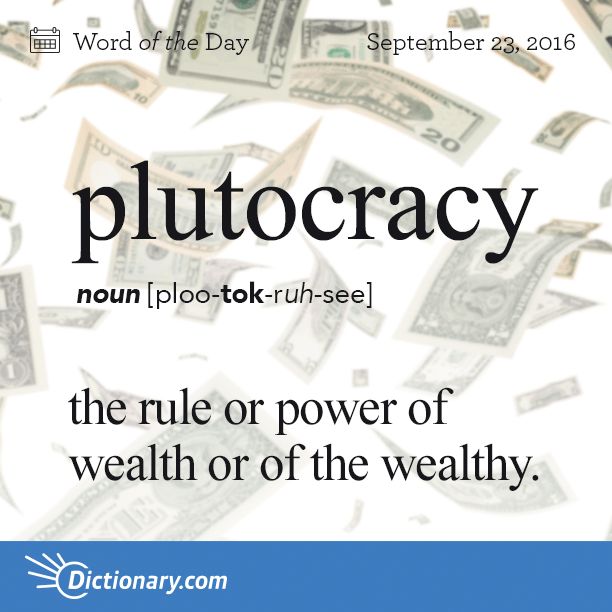 Word of the Day September 23, 2016
plutocracy
noun [ploo-tok-ruh-see]
the rule or power of
wealth or of the wealthy.
Dictionary.com